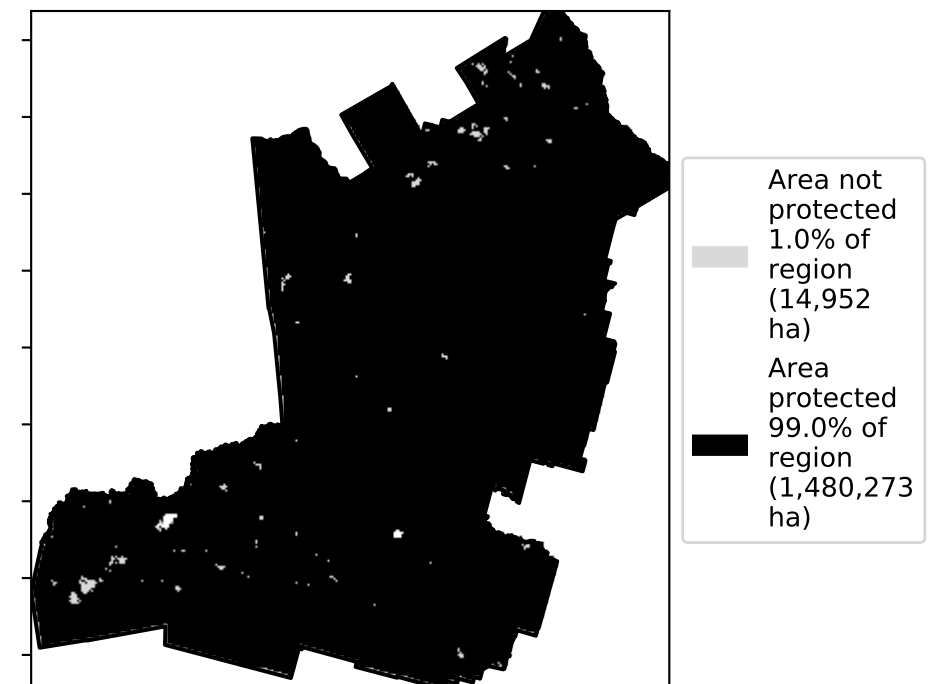 Area not
protected
1.0% of
region
(14,952
ha)
Area
protected
99.0% of
region
(1,480,273
ha)